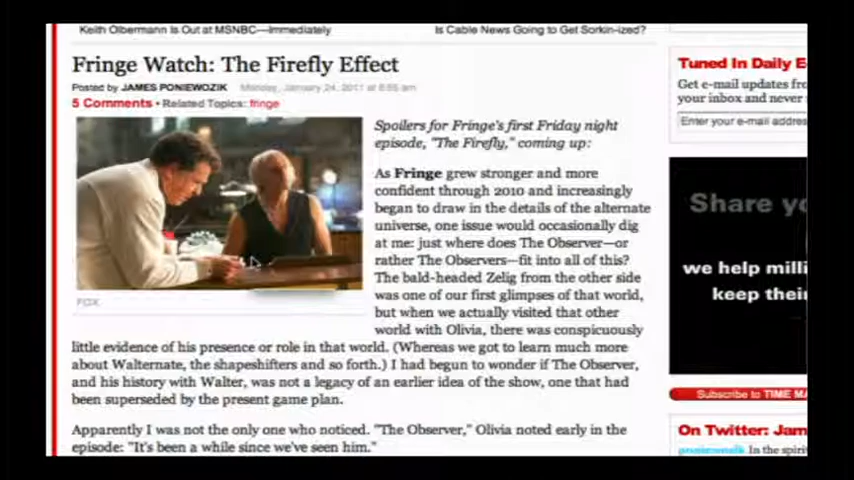 Keith Olbermann Is Out at MSNBC—Immediately
Is Cable News Going to Get Sorkin-ized?
Fringe Watch: The Firefly Effect
Posted by JAMES PONIEWOZIK Monday, January 24, 2011 at
5 Comments • Related Topics: fringe
Spoilers for Fringe's first Friday night
episode, "The Firefly," coming up:
As Fringe grew stronger and more
confident through 2010 and increasingly
began to draw in the details of the alternate
universe, one issue would occasionally dig
at me: just where does The Observer—or
rather The Observers—fit into all of this?
The bald-headed Zelig from the other side
was one of our first glimpses of that world,
but when we actually visited that other
world with Olivia, there was conspicuously
FOX
little evidence of his presence or role in that world. (Whereas we got to learn much more
about Walternate, the shapeshifters and so forth.) I had begun to wonder if The Observer,
and his history with Walter, was not a legacy of an earlier idea of the show, one that had
been superseded by the present game plan.
Apparently I was not the only one who noticed. "The Observer," Olivia noted early in the
episode: "It's been a while since we've seen him."
Tuned In Daily E
Get e-mail updates fro
your inbox and never
Enter your e-mail addres
Share yo
we help milli
keep thei
Subscribe to TIME MA
On Twitter: Jam
poniewozik In the spiri